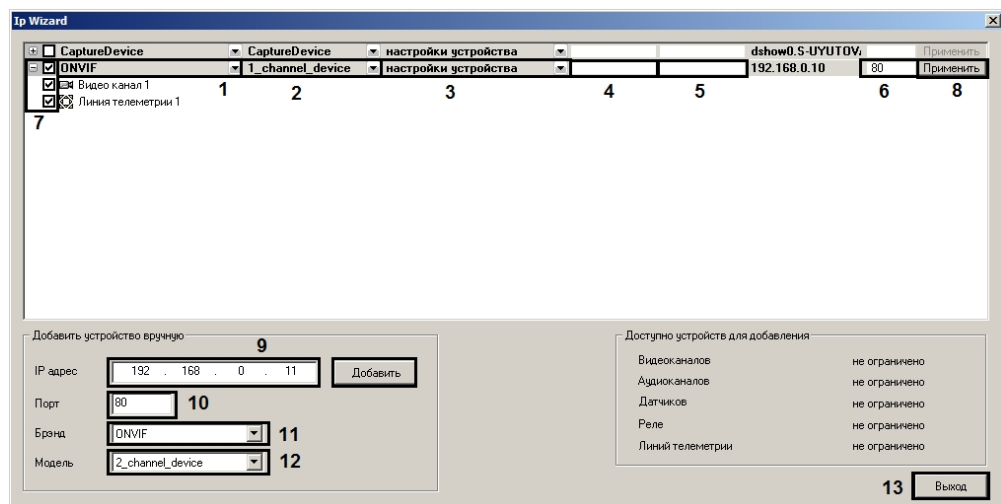 Ip Wizard
CaptureDevice CaptureDevice настройки устройства dshow0.S-UYUTOV. Применить
ONVIF 1_channel_device настройки устройства 192.168.0.10 80 Применить
Видео канал 1 1 2 3 4 5 6 8
Линия телеметрии 1
7
Добавить устройство вручную
9
IP адрес 192 . 168 . 0 . 11 Добавить
Порт 80 10
Брэнд ONVIF 11
Модель 2_channel_device 12
Доступно устройств для добавления
Видеоканалов не ограничено
Аудиоканалов не ограничено
Датчиков не ограничено
Реле не ограничено
Линий телеметрии не ограничено
13 Выход